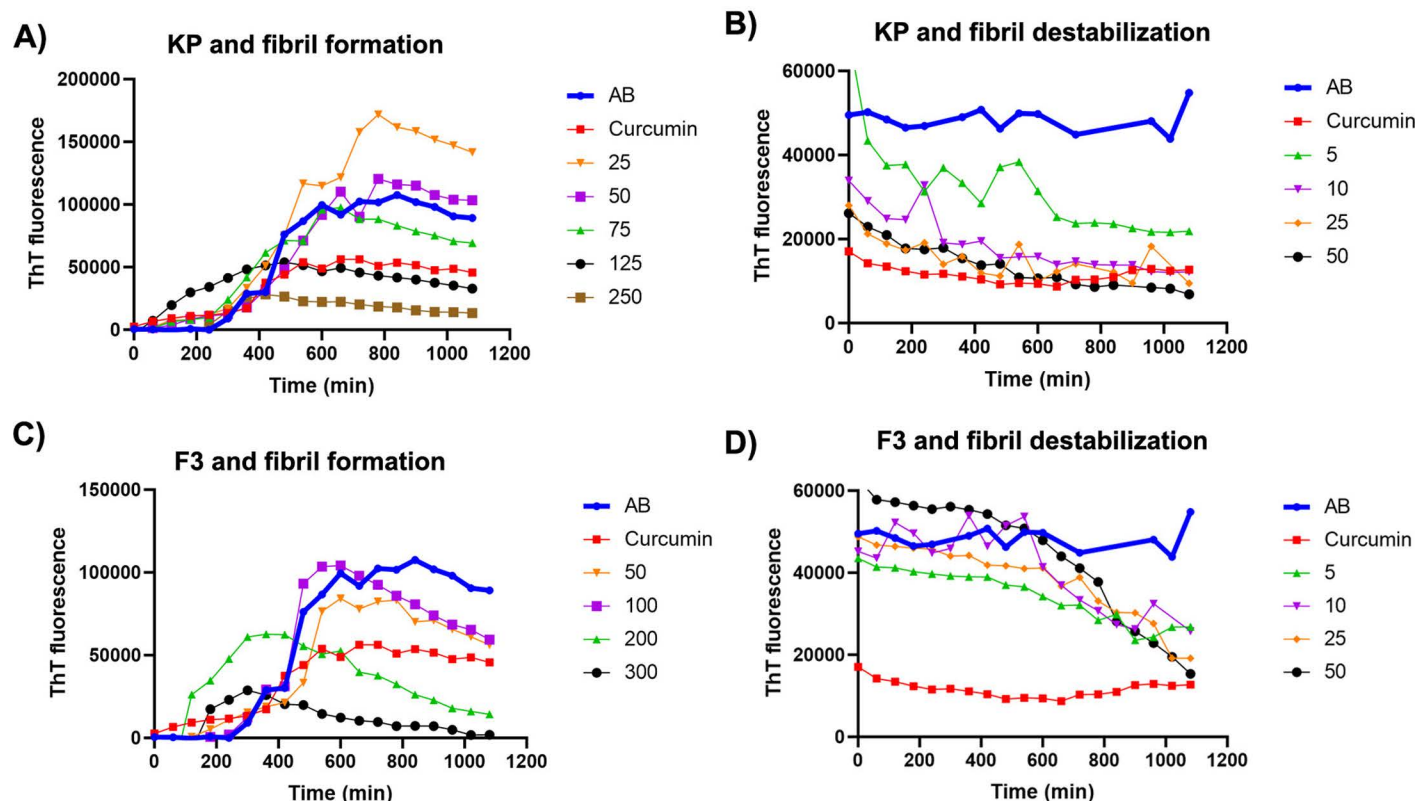 A)
KP and fibril formation
ThT fluorescence
200000
150000
100000
50000
0
0 200 400 600 800 1000 1200
Time (min)
AB
Curcumin
25
50
75
125
250
B)
KP and fibril destabilization
ThT fluorescence
60000
40000
20000
0
0 200 400 600 800 1000 1200
Time (min)
AB
Curcumin
5
10
25
50
C)
F3 and fibril formation
ThT fluorescence
150000
100000
50000
0
0 200 400 600 800 1000 1200
Time (min)
AB
Curcumin
50
100
200
300
D)
F3 and fibril destabilization
ThT fluorescence
60000
40000
20000
0
0 200 400 600 800 1000 1200
Time (min)
AB
Curcumin
5
10
25
50